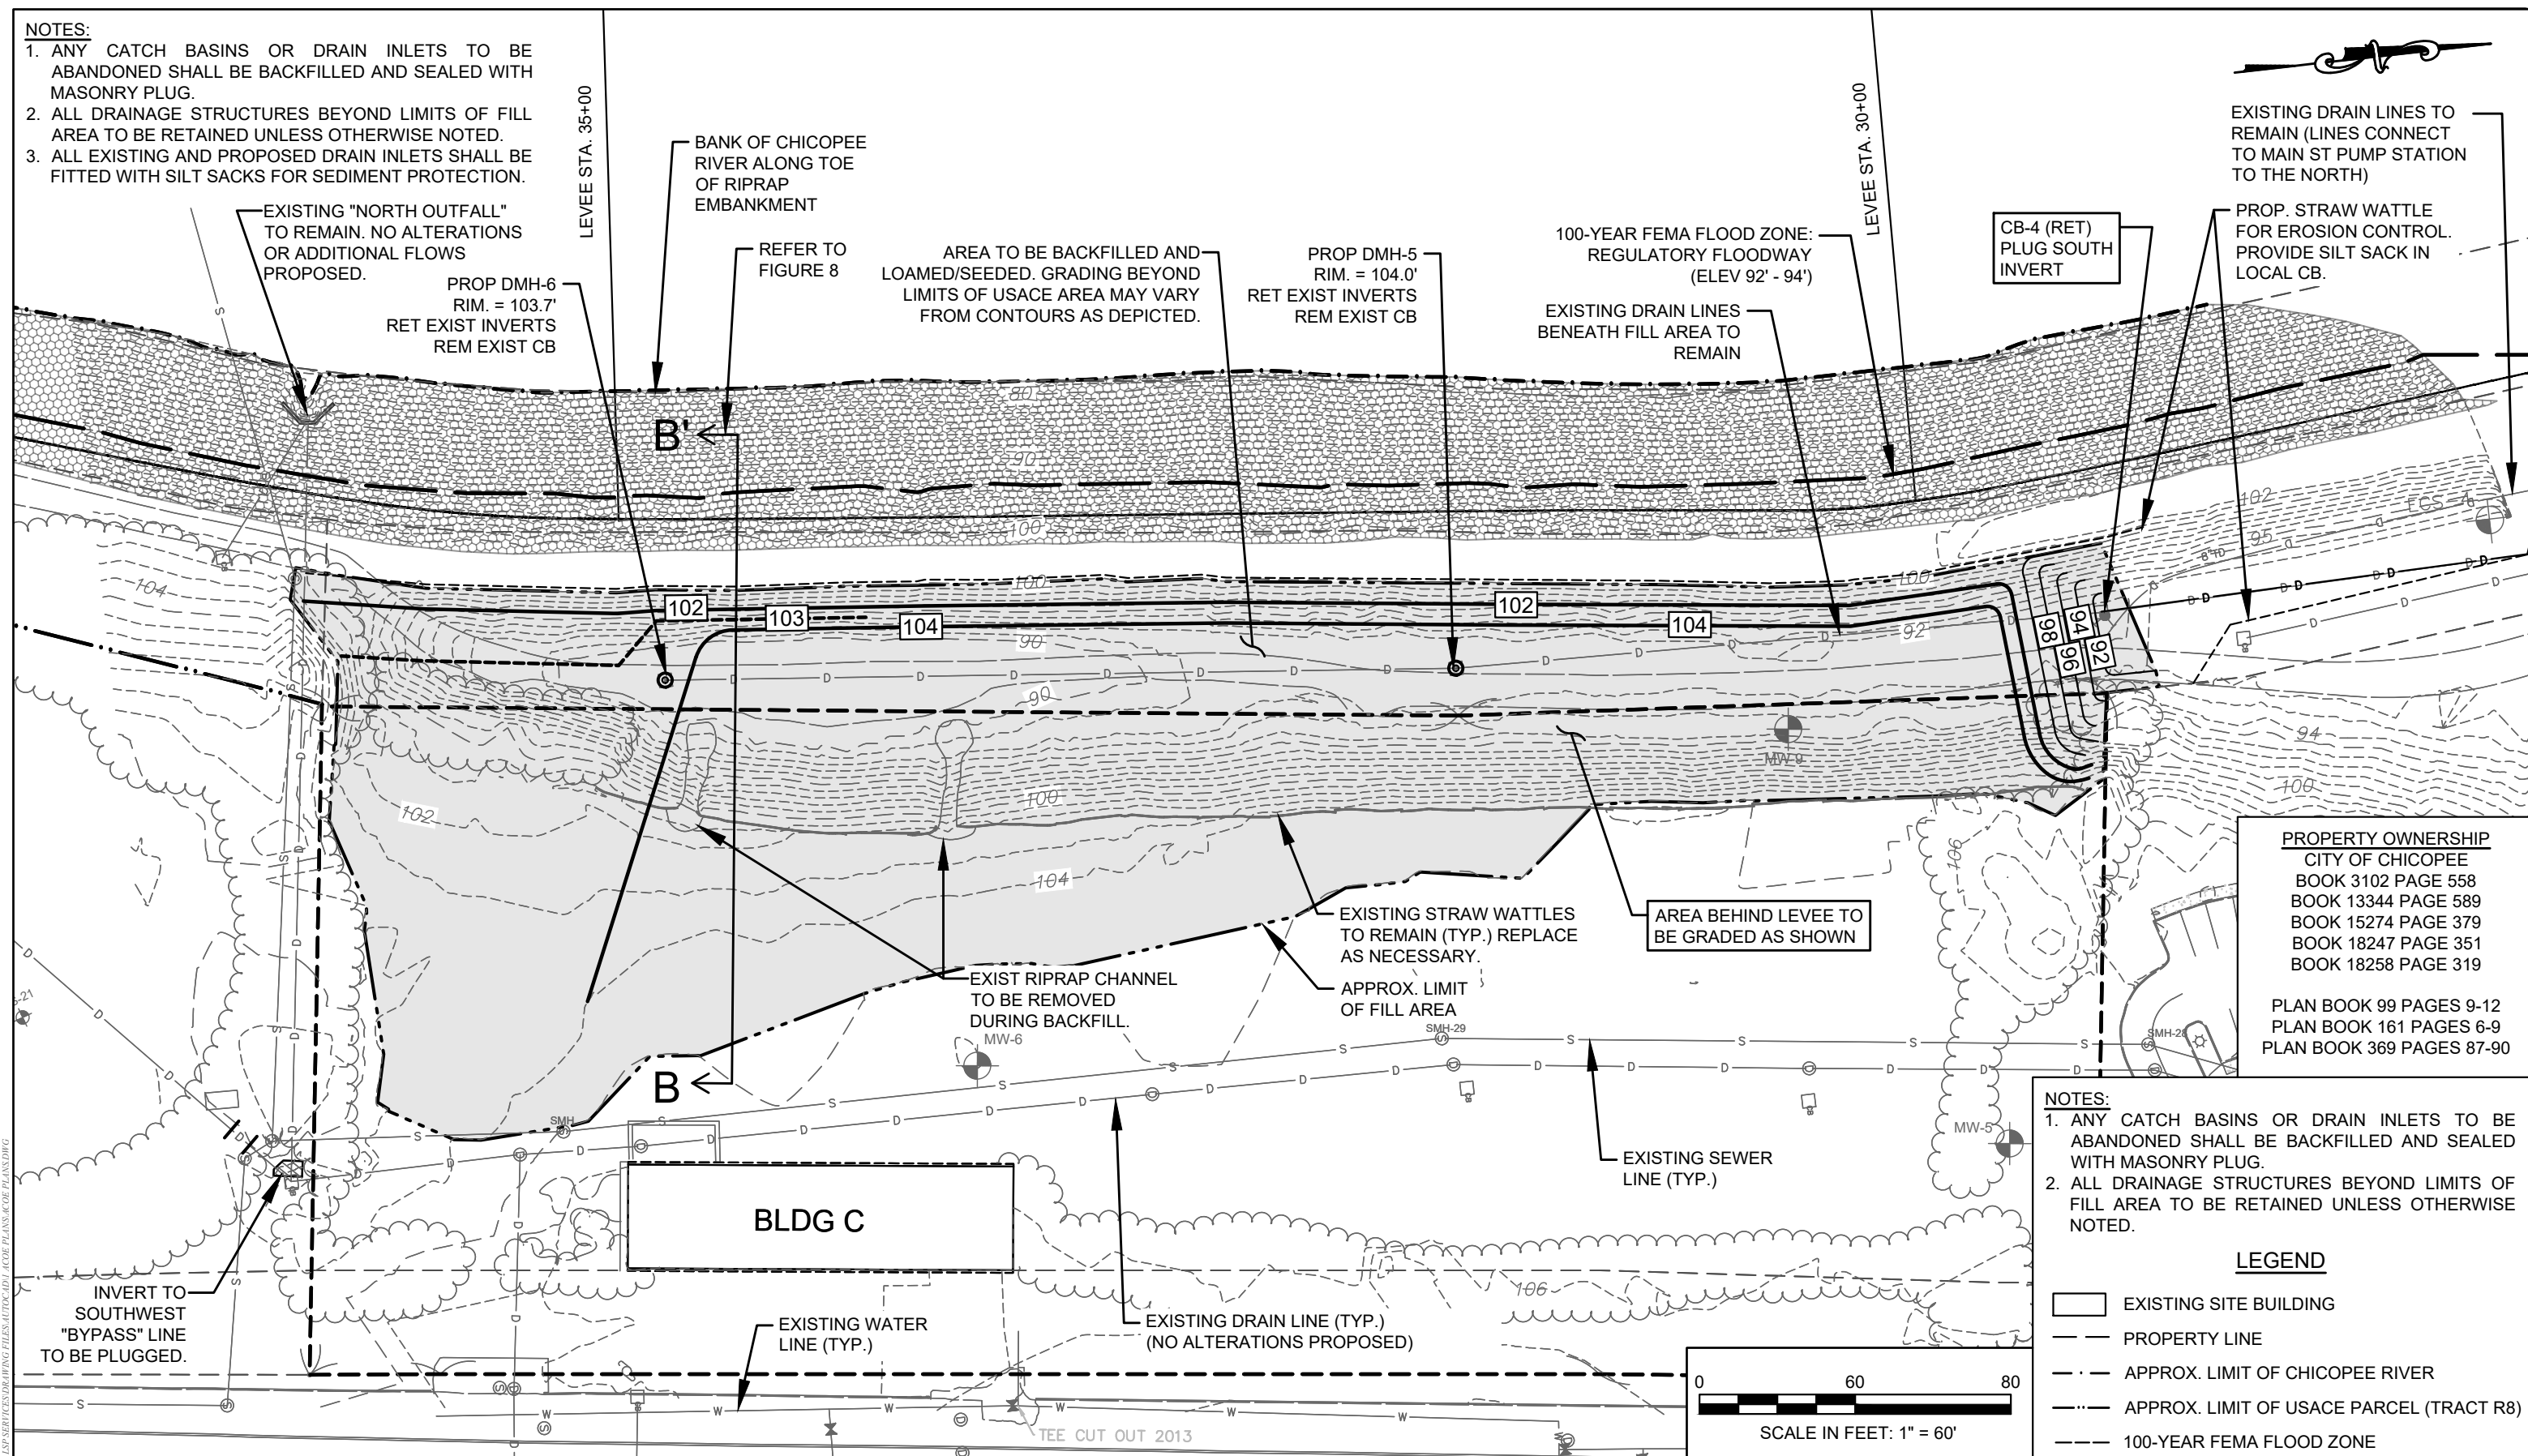 NOTES:
1. ANY CATCH BASINS OR DRAIN INLETS TO BE
ABANDONED SHALL BE BACKFILLED AND SEALED WITH
MASONRY PLUG.
2. ALL DRAINAGE STRUCTURES BEYOND LIMITS OF FILL
AREA TO BE RETAINED UNLESS OTHERWISE NOTED.
3. ALL EXISTING AND PROPOSED DRAIN INLETS SHALL BE
FITTED WITH SILT SACKS FOR SEDIMENT PROTECTION.
EXISTING "NORTH OUTFALL"
TO REMAIN. NO ALTERATIONS
OR ADDITIONAL FLOWS
PROPOSED.
PROP DMH-6
RIM. = 103.7'
RET EXIST INVERTS
REM EXIST CB
LEVEE STA. 35+00
BANK OF CHICOPEE
RIVER ALONG TOE
OF RIPRAP
EMBANKMENT
REFER TO
FIGURE 8
AREA TO BE BACKFILLED AND
LOAMED/SEEDED. GRADING BEYOND
LIMITS OF USACE AREA MAY VARY
FROM CONTOURS AS DEPICTED.
PROP DMH-5
RIM. = 104.0'
RET EXIST INVERTS
REM EXIST CB
100-YEAR FEMA FLOOD ZONE:
REGULATORY FLOODWAY
(ELEV 92' - 94')
EXISTING DRAIN LINES
BENEATH FILL AREA TO
REMAIN
LEVEE STA. 30+00
CB-4 (RET)
PLUG SOUTH
INVERT
EXISTING DRAIN LINES TO
REMAIN (LINES CONNECT
TO MAIN ST PUMP STATION
TO THE NORTH)
PROP. STRAW WATTLE
FOR EROSION CONTROL.
PROVIDE SILT SACK IN
LOCAL CB.
B'
90
100
102
95
8"TD
104
100
100
102
103
104
102
104
90
92
98
96
94
92
90
MW-9
94
100
100
102
104
106
EXISTING STRAW WATTLES
TO REMAIN (TYP.) REPLACE
AS NECESSARY.
APPROX. LIMIT
OF FILL AREA
AREA BEHIND LEVEE TO
BE GRADED AS SHOWN
EXIST RIPRAP CHANNEL
TO BE REMOVED
DURING BACKFILL.
MW-6
SMH-29
SMH-28
B
SMH
MW-5
PROPERTY OWNERSHIP
CITY OF CHICOPEE
BOOK 3102 PAGE 558
BOOK 13344 PAGE 589
BOOK 15274 PAGE 379
BOOK 18247 PAGE 351
BOOK 18258 PAGE 319
PLAN BOOK 99 PAGES 9-12
PLAN BOOK 161 PAGES 6-9
PLAN BOOK 369 PAGES 87-90
EXISTING SEWER
LINE (TYP.)
BLDG C
INVERT TO
SOUTHWEST
"BYPASS" LINE
TO BE PLUGGED.
EXISTING WATER
LINE (TYP.)
EXISTING DRAIN LINE (TYP.)
(NO ALTERATIONS PROPOSED)
106
TEE CUT OUT 2013
0 60 80
SCALE IN FEET: 1" = 60'
NOTES:
1. ANY CATCH BASINS OR DRAIN INLETS TO BE
ABANDONED SHALL BE BACKFILLED AND SEALED
WITH MASONRY PLUG.
2. ALL DRAINAGE STRUCTURES BEYOND LIMITS OF
FILL AREA TO BE RETAINED UNLESS OTHERWISE
NOTED.
LEGEND
EXISTING SITE BUILDING
PROPERTY LINE
APPROX. LIMIT OF CHICOPEE RIVER
APPROX. LIMIT OF USACE PARCEL (TRACT R8)
100-YEAR FEMA FLOOD ZONE